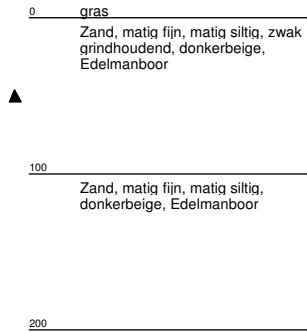 0 gras
Zand, matig fijn, matig siltig, zwak
grindhoudend, donkerbeige,
Edelmanboor
100
Zand, matig fijn, matig siltig,
donkerbeige, Edelmanboor
200